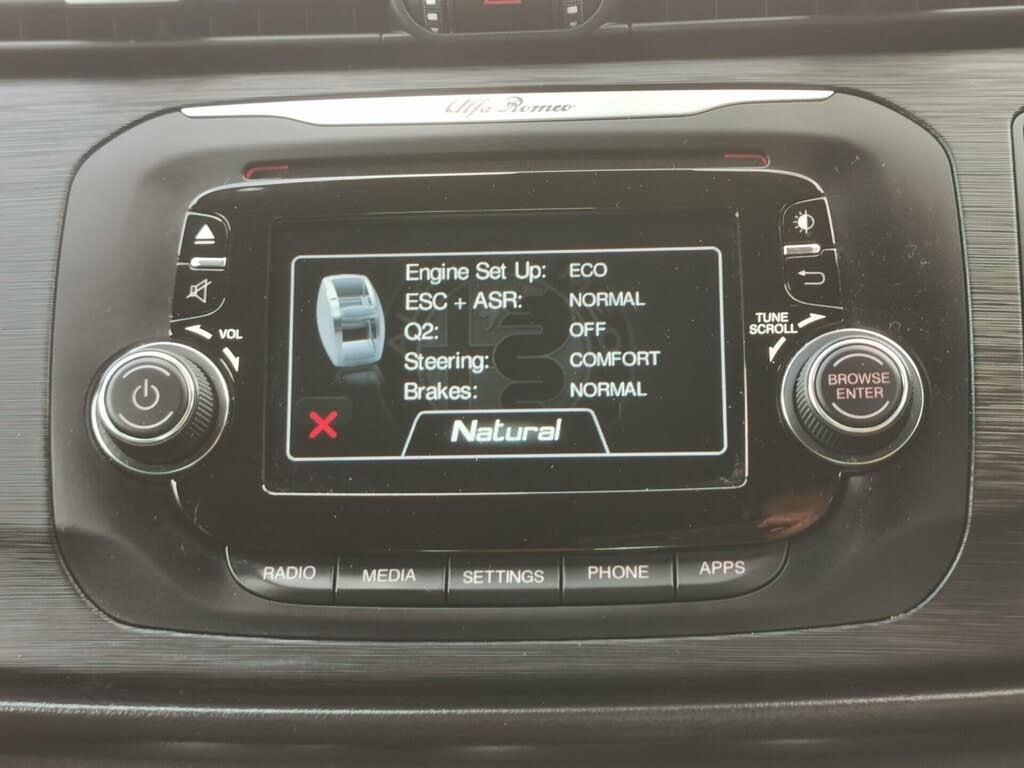 Alfa Romeo
Engine Set Up: ECO
ESC + ASR: NORMAL
Q2: OFF
Steering: COMFORT
Brakes: NORMAL
Natural
VOL
TUNE
SCROLL
BROWSE
ENTER
RADIO MEDIA SETTINGS PHONE APPS